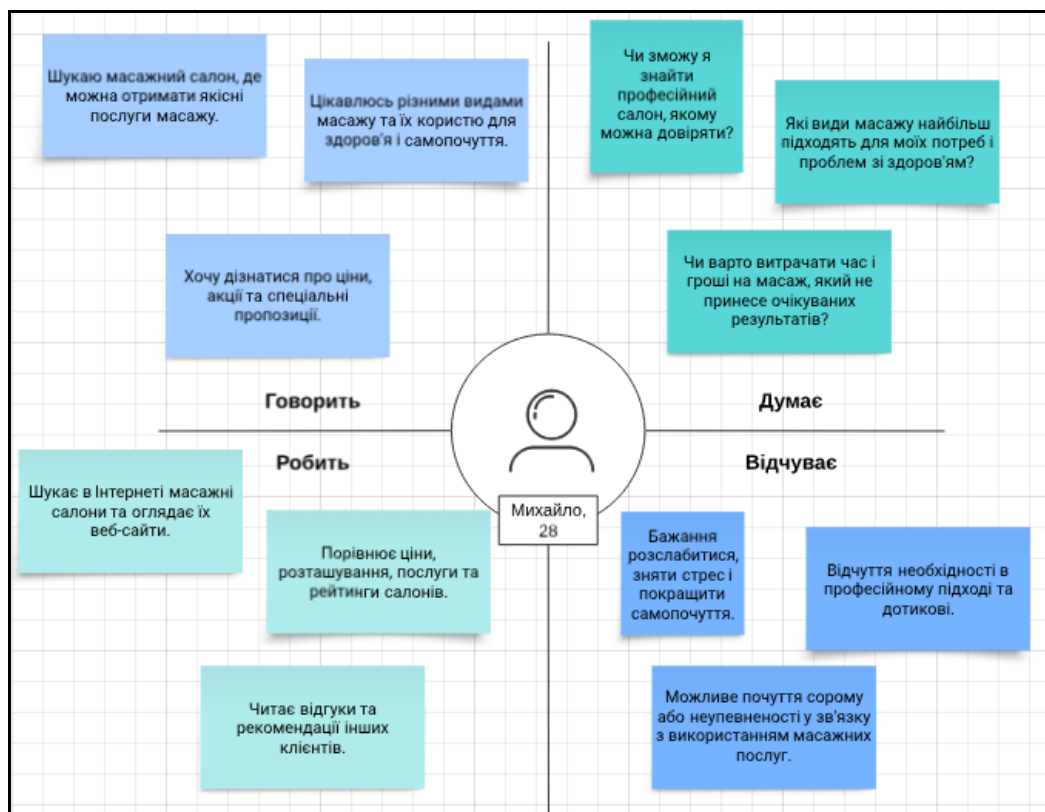 Шукаю масажний салон, де
можна отримати якісні
послуги масажу.
Цікавлюсь різними видами
масажу та їх користю для
здоров'я і самопочуття.
Хочу дізнатися про ціни,
акції та спеціальні
пропозиції.
Говорить
Чи зможу я
знайти
професійний
салон, якому
можна довіряти?
Які види масажу найбільш
підходять для моїх потреб і
проблем зі здоров'ям?
Чи варто витрачати час і
гроші на масаж, який не
принесе очікуваних
результатів?
Думає
Робить
Шукає в Інтернеті масажні
салони та оглядає їх
веб-сайти.
Порівнює ціни,
розташування, послуги та
рейтинги салонів.
Читає відгуки та
рекомендації інших
клієнтів.
Михайло,
28
Відчуває
Бажання
розслабитися,
зняти стрес і
покращити
самопочуття.
Відчуття необхідності в
професійному підході та
дотикові.
Можливе почуття сорому
або неупевненості у зв'язку
з використанням масажних
послуг.